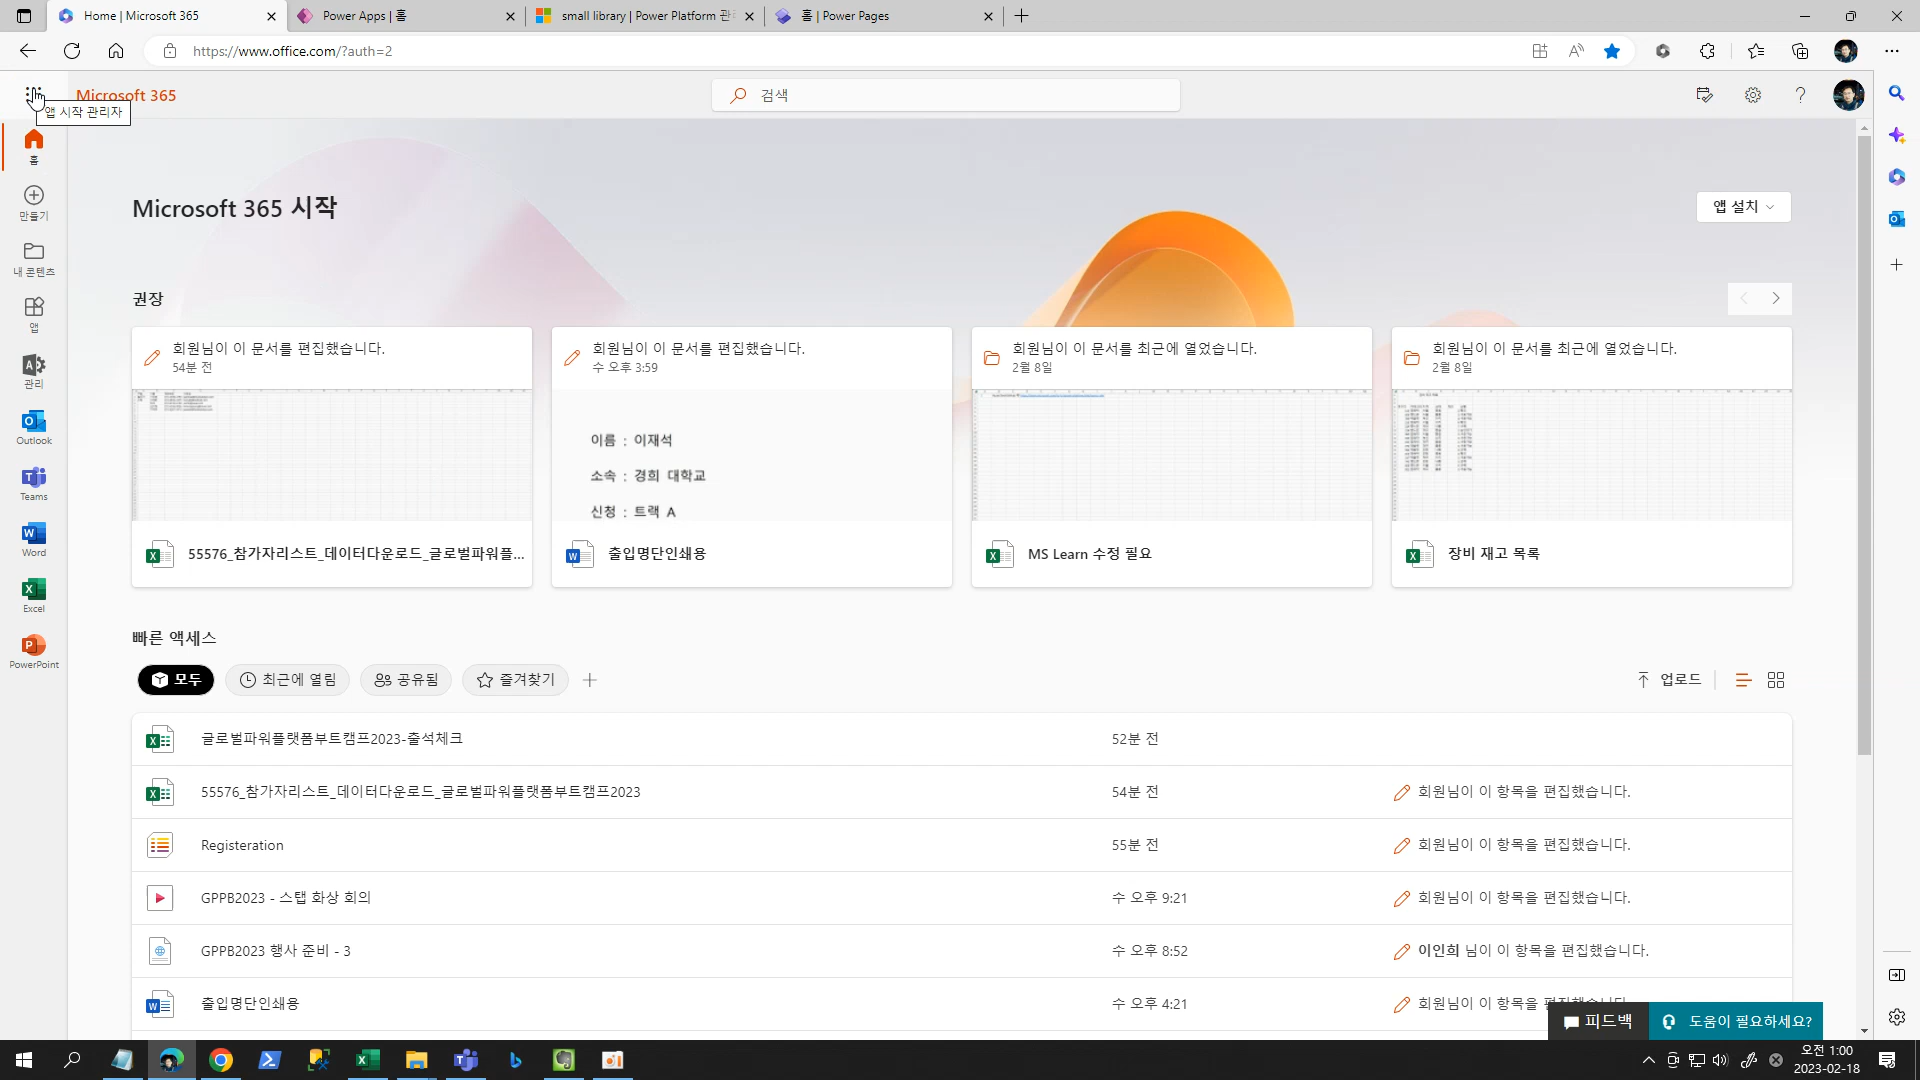 Home | Microsoft 365
Power Apps | 홈
small library | Power Platform 관
홈 | Power Pages
https://www.office.com/?auth=2
Microsoft 365
검색
앱 시작 관리자
홈
만들기
내 콘텐츠
앱
관리
Outlook
Teams
Word
Excel
PowerPoint
Microsoft 365 시작
앱 설치
권장
회원님이 이 문서를 편집했습니다.
54분 전
55576_참가자리스트_데이터다운로드_글로벌파워플...
회원님이 이 문서를 편집했습니다.
수 오후 3:59
이름 : 이재석
소속 : 경희 대학교
신청 : 트랙 A
출입명단인쇄용
회원님이 이 문서를 최근에 열었습니다.
2월 8일
MS Learn 수정 필요
회원님이 이 문서를 최근에 열었습니다.
2월 8일
장비 재고 목록
빠른 액세스
모두
최근에 열림
공유됨
즐겨찾기
업로드
글로벌파워플랫폼부트캠프2023-출석체크 52분 전
55576_참가자리스트_데이터다운로드_글로벌파워플랫폼부트캠프2023 54분 전 회원님이 이 항목을 편집했습니다.
Registeration 55분 전 회원님이 이 항목을 편집했습니다.
GPPB2023 - 스탭 화상 회의 수 오후 9:21 회원님이 이 항목을 편집했습니다.
GPPB2023 행사 준비 - 3 수 오후 8:52 이인희 님이 이 항목을 편집했습니다.
출입명단인쇄용 수 오후 4:21 회원님이 이 항목을
피드백
도움이 필요하세요?
오전 1:00
2023-02-18